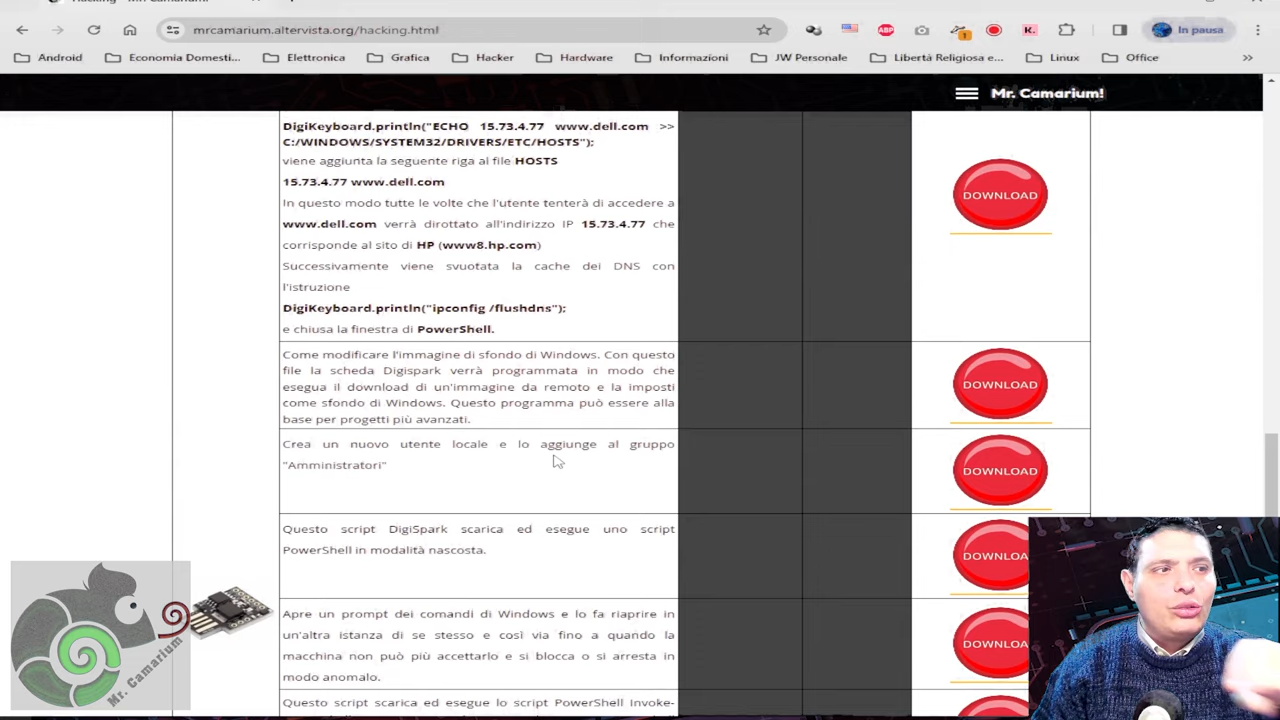 mrcamarium.altervista.org/hacking.html
1
K.
ABP
In pausa
Android
Economia Domesti...
Elettronica
Grafica
Hacker
Hardware
Informazioni
JW Personale
Libertà Religiosa e...
Linux
Office
Mr. Camarium!
DigiKeyboard.println("ECHO 15.73.4.77 www.dell.com >>
C:/WINDOWS/SYSTEM32/DRIVERS/ETC/HOSTS");
viene aggiunta la seguente riga al file HOSTS
15.73.4.77 www.dell.com
In questo modo tutte le volte che l'utente tenterà di accedere a
www.dell.com verrà dirottato all'indirizzo IP 15.73.4.77 che
corrisponde al sito di HP (www8.hp.com)
Successivamente viene svuotata la cache dei DNS con
l'istruzione
DigiKeyboard.println("ipconfig /flushdns");
e chiusa la finestra di PowerShell.
DOWNLOAD
Come modificare l'immagine di sfondo di Windows. Con questo
file la scheda Digispark verrà programmata in modo che
esegua il download di un'immagine da remoto e la imposti
come sfondo di Windows. Questo programma può essere alla
base per progetti più avanzati.
DOWNLOAD
Crea un nuovo utente locale e lo aggiunge al gruppo
"Amministratori"
DOWNLOAD
Questo script DigiSpark scarica ed esegue uno script
PowerShell in modalità nascosta.
DOWNLOA
Apre un prompt dei comandi di Windows e lo fa riaprire in
un'altra istanza di se stesso e così via fino a quando la
macchina non può più accettarlo e si blocca o si arresta in
modo anomalo.
DOWNLOA
Questo script scarica ed esegue lo script PowerShell Invoke-
Mr. Camarium